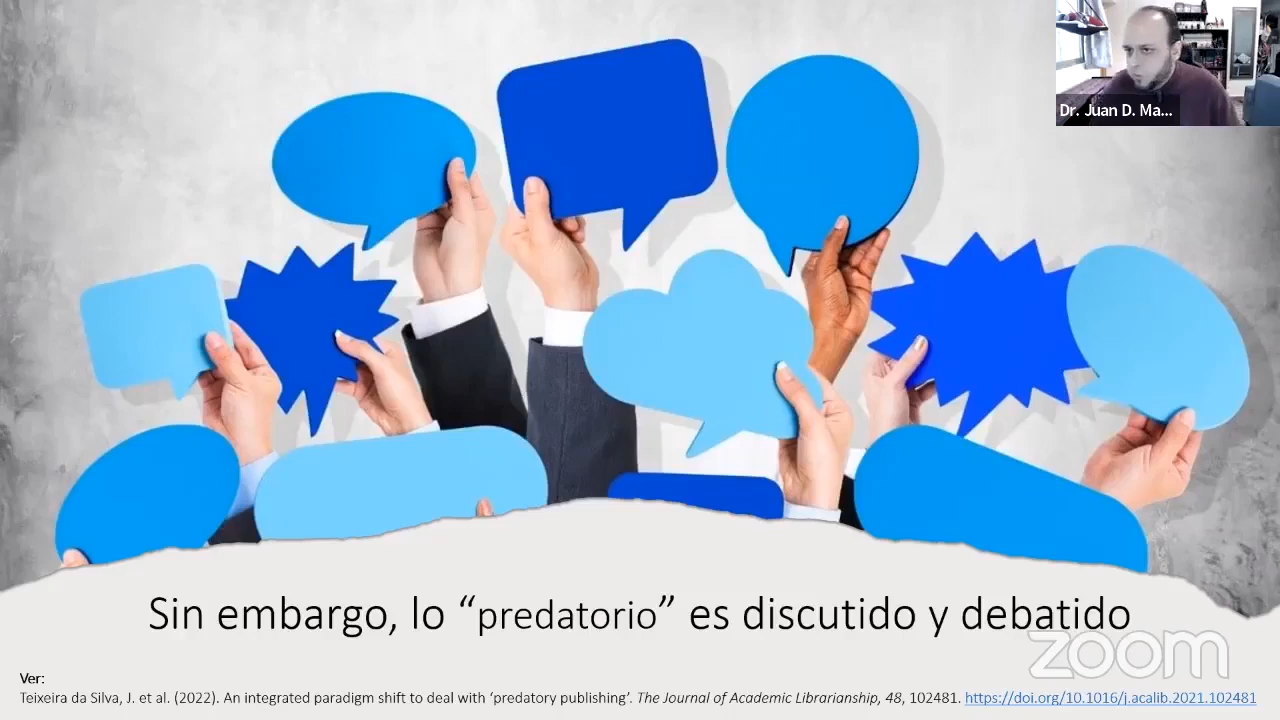 Dr. Juan D. Ma...
Sin embargo, lo “predatorio” es discutido y debatido
zoom
Ver:
Teixeira da Silva, J. et al. (2022). An integrated paradigm shift to deal with ‘predatory publishing’. The Journal of Academic Librarianship, 48, 102481. https://doi.org/10.1016/j.acalib.2021.102481